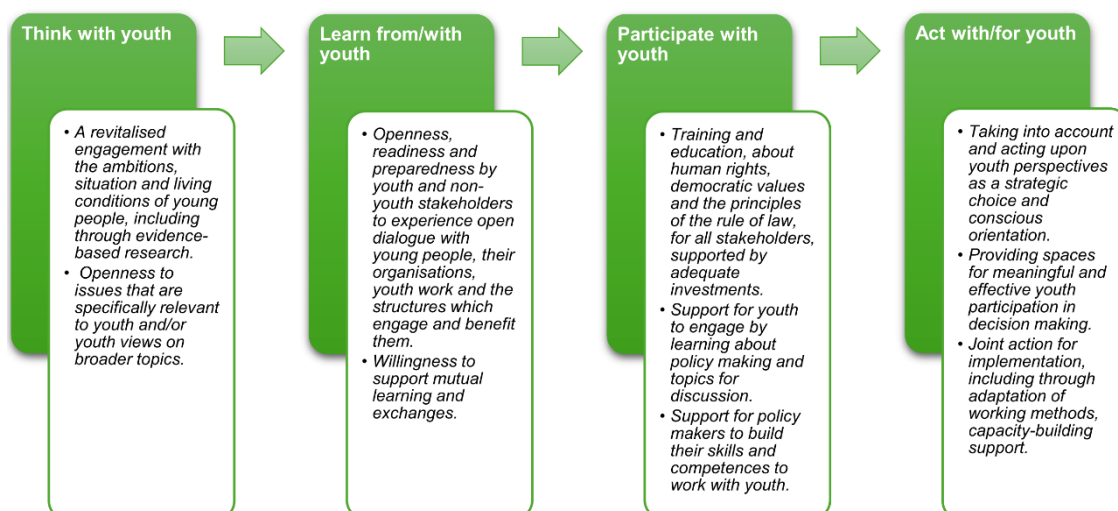 Think with youth
• A revitalised
engagement with
the ambitions,
situation and living
conditions of young
people, including
through evidence-
based research.
• Openness to
issues that are
specifically relevant
to youth and/or
youth views on
broader topics.
Learn from/with
youth
• Openness,
readiness and
preparedness by
youth and non-
youth stakeholders
to experience open
dialogue with
young people, their
organisations,
youth work and the
structures which
engage and benefit
them.
• Willingness to
support mutual
learning and
exchanges.
Participate with
youth
• Training and
education, about
human rights,
democratic values
and the principles
of the rule of law,
for all stakeholders,
supported by
adequate
investments.
• Support for youth
to engage by
learning about
policy making and
topics for
discussion.
• Support for policy
makers to build
their skills and
competences to
work with youth.
Act with/for youth
• Taking into account
and acting upon
youth perspectives
as a strategic
choice and
conscious
orientation.
• Providing spaces
for meaningful and
effective youth
participation in
decision making.
• Joint action for
implementation,
including through
adaptation of
working methods,
capacity-building
support.